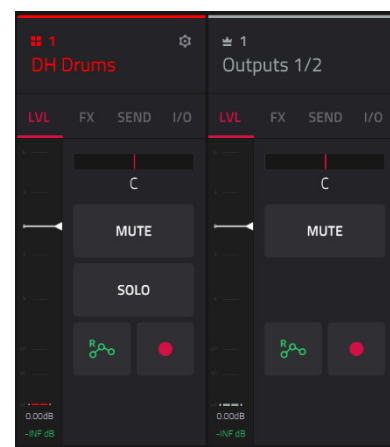 1
DH Drums
LVL FX SEND I/O
C
MUTE
SOLO
R
0.00dB
-INF dB
1
Outputs 1/2
LVL FX SEND I/O
C
MUTE
R
0.00dB
-INF dB